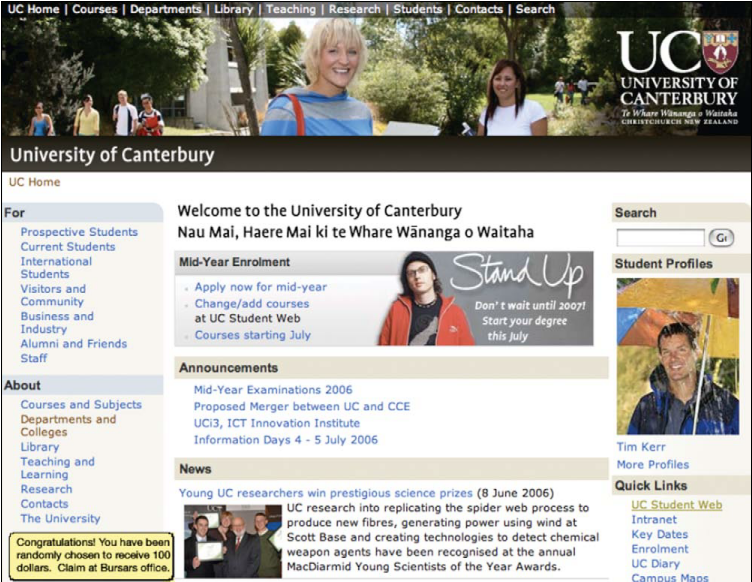 UC Home | Courses | Departments | Library | Teaching | Research | Students | Contacts | Search
UC
UNIVERSITY OF
CANTERBURY
Te Whare Wānanga o Waitaha
CHRISTCHURCH NEW ZEALAND
University of Canterbury
UC Home
For
Prospective Students
Current Students
International
Students
Visitors and
Community
Business and
Industry
Alumni and Friends
Staff
About
Courses and Subjects
Departments and
Colleges
Library
Teaching and
Learning
Research
Contacts
The University
Congratulations! You have been
randomly chosen to receive 100
dollars. Claim at Bursars office.
Welcome to the University of Canterbury
Nau Mai, Haere Mai ki te Whare Wānanga o Waitaha
Mid-Year Enrolment
Apply now for mid-year
Change/add courses
at UC Student Web
Courses starting July
Stand Up
Don't wait until 2007!
Start your degree
this July
Announcements
Mid-Year Examinations 2006
Proposed Merger between UC and CCE
UCi3, ICT Innovation Institute
Information Days 4 - 5 July 2006
News
Young UC researchers win prestigious science prizes (8 June 2006)
UC research into replicating the spider web process to
produce new fibres, generating power using wind at
Scott Base and creating technologies to detect chemical
weapon agents have been recognised at the annual
MacDiarmid Young Scientists of the Year Awards.
Search
Student Profiles
Tim Kerr
More Profiles
Quick Links
UC Student Web
Intranet
Key Dates
Enrolment
UC Diary
Campus Maps